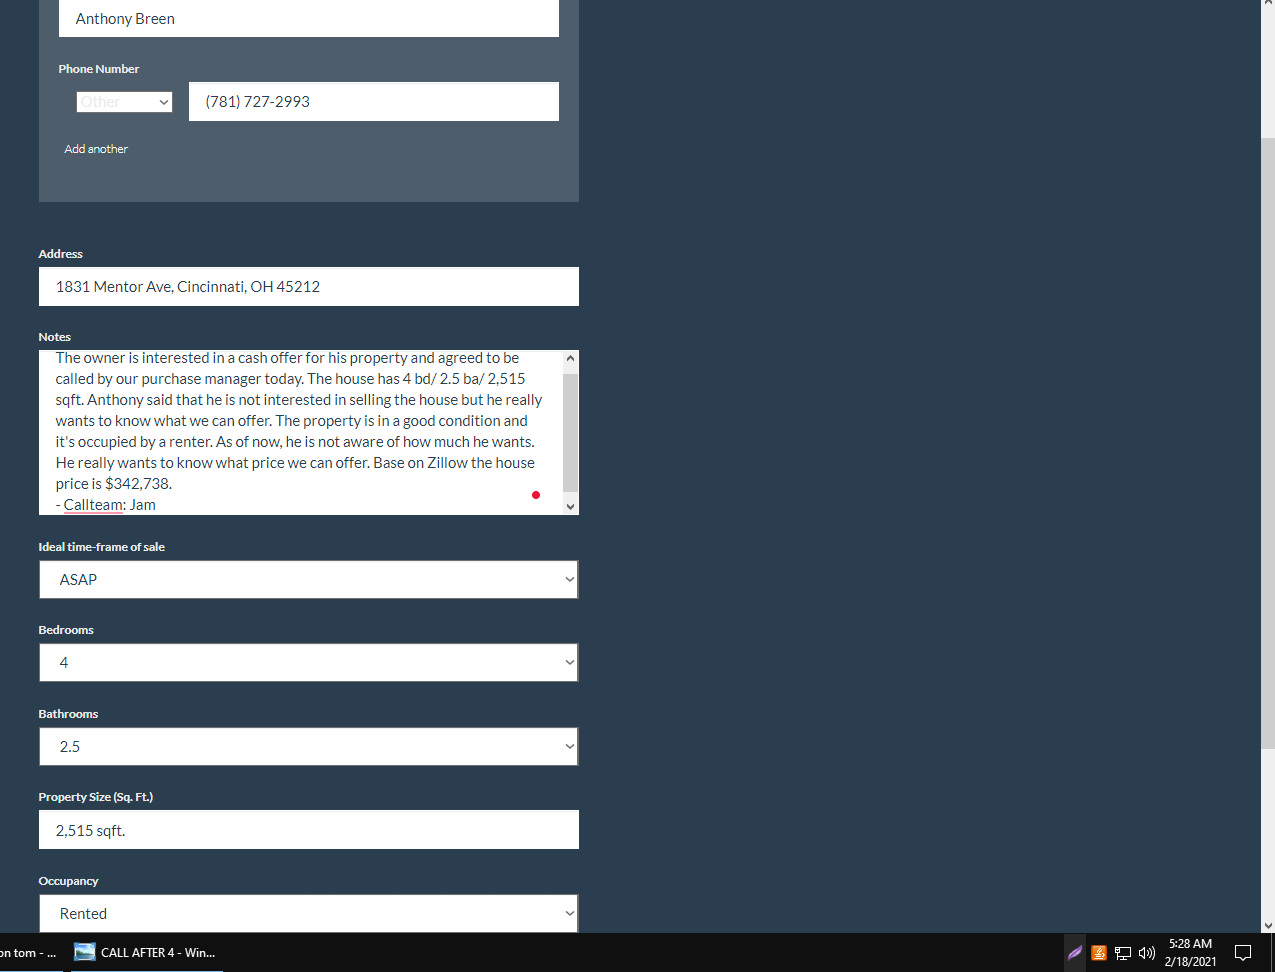 Anthony Breen
Phone Number
Other
(781) 727-2993
Add another
Address
1831 Mentor Ave, Cincinnati, OH 45212
Notes
The owner is interested in a cash offer for his property and agreed to be
called by our purchase manager today. The house has 4 bd/ 2.5 ba/ 2,515
sqft. Anthony said that he is not interested in selling the house but he really
wants to know what we can offer. The property is in a good condition and
it's occupied by a renter. As of now, he is not aware of how much he wants.
He really wants to know what price we can offer. Base on Zillow the house
price is $342,738.
- Callteam: Jam
Ideal time-frame of sale
ASAP
Bedrooms
4
Bathrooms
2.5
Property Size (Sq. Ft.)
2,515 sqft.
Occupancy
Rented
on tom - ...
CALL AFTER 4 - Win...
5:28 AM
2/18/2021